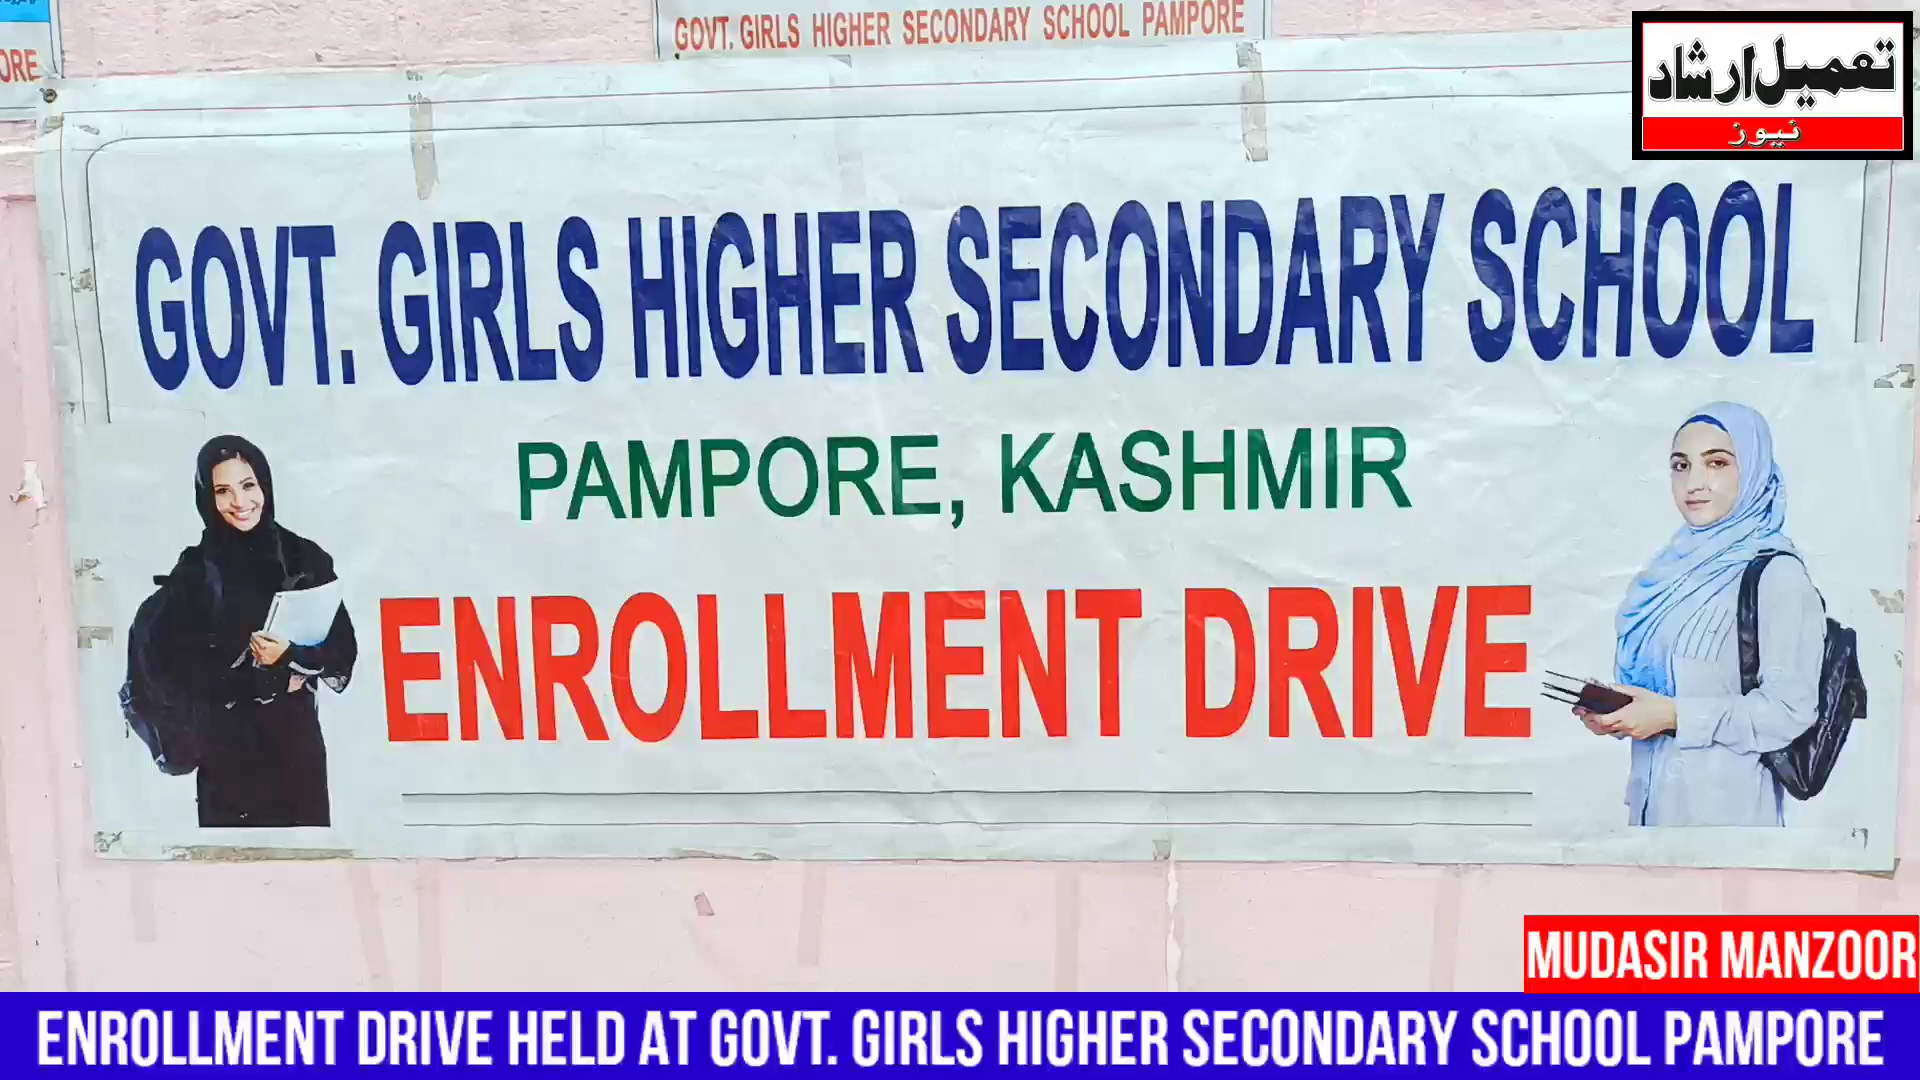 ORE
GOVT. GIRLS HIGHER SECONDARY SCHOOL PAMPORE
تعمیل ارشاد
نیوز
GOVT. GIRLS HIGHER SECONDARY SCHOOL
PAMPORE, KASHMIR
ENROLLMENT DRIVE
MUDASIR MANZOOR
ENROLLMENT DRIVE HELD AT GOVT. GIRLS HIGHER SECONDARY SCHOOL PAMPORE